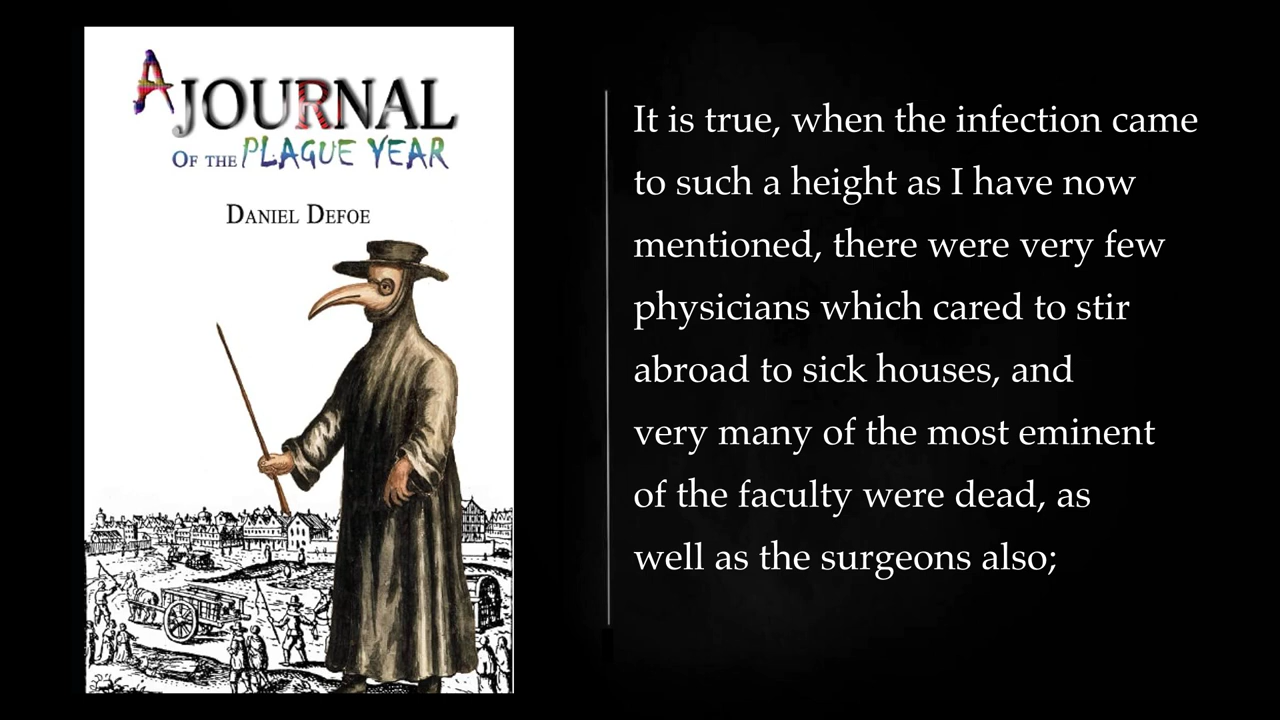 A JOURNAL
OF THE PLAGUE YEAR
DANIEL DEFOE
It is true, when the infection came
to such a height as I have now
mentioned, there were very few
physicians which cared to stir
abroad to sick houses, and
very many of the most eminent
of the faculty were dead, as
well as the surgeons also;